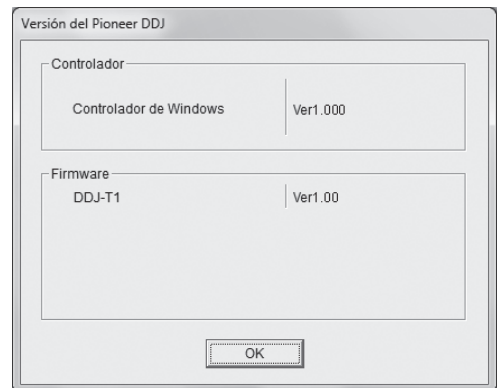 Versión del Pioneer DDJ
Controlador
Controlador de Windows Ver1.000
Firmware
DDJ-T1 Ver1.00
OK